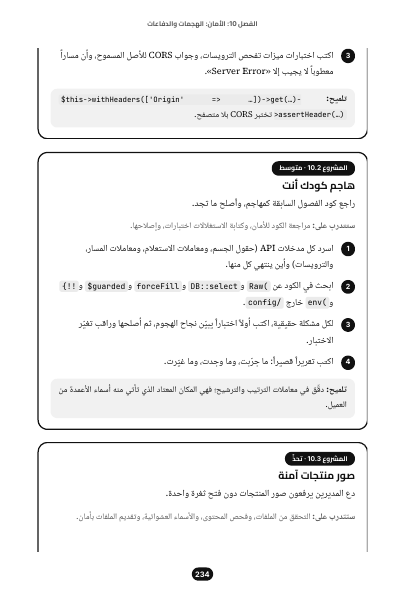 الفصل 10: الأمان: الهجمات والدفاعات
3 اكتب اختبارات ميزات تفحص الترويسات، وجواب CORS للأصل المسموح، وأن مساراً
معطوباً لا يجيب إلا «Server Error».
تلميح: $this->withHeaders(['Origin' => …])->get(…)-
>assertHeader(…) تختبر CORS بلا متصفح.
المشروع 10.2 · متوسط
هاجم كودك أنت
راجع كود الفصول السابقة كمهاجم، وأصلح ما تجد.
ستتدرب على: مراجعة الكود للأمان، وكتابة الاستغلالات اختبارات، وإصلاحها.
1 اسرد كل مدخلات API (حقول الجسم، ومعاملات الاستعلام، ومعاملات المسار،
والترويسات) وأين ينتهي كل منها.
2 ابحث في الكود عن Raw( و DB::select و forceFill و $guarded و {!!
و env( خارج config/ .
3 لكل مشكلة حقيقية، اكتب أولاً اختباراً يبيّن نجاح الهجوم، ثم أصلحها وراقب تغيّر
الاختبار.
4 اكتب تقريراً قصيراً: ما جرّبت، وما وجدت، وما غيّرت.
تلميح: دقّق في معاملات الترتيب والترشيح؛ فهي المكان المعتاد الذي تأتي منه أسماء الأعمدة من
العميل.
المشروع 10.3 · تحدٍّ
صور منتجات آمنة
دع المديرين يرفعون صور المنتجات دون فتح ثغرة واحدة.
ستتدرب على: التحقق من الملفات، وفحص المحتوى، والأسماء العشوائية، وتقديم الملفات بأمان.
234